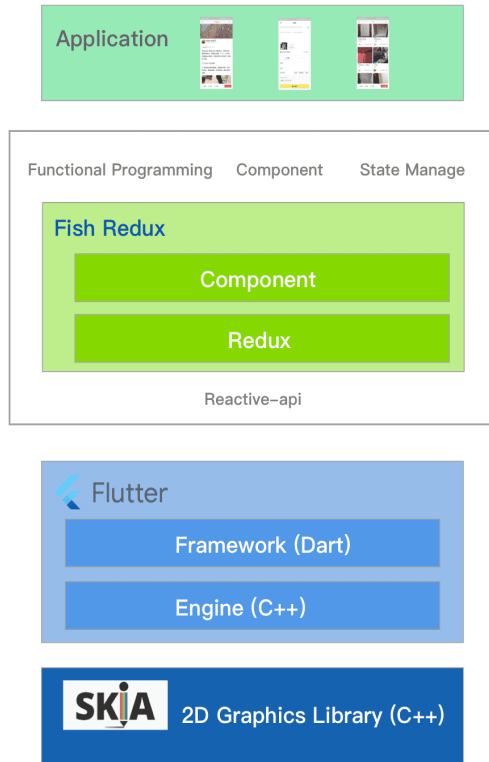 Application
Functional Programming Component State Manage
Fish Redux
Component
Redux
Reactive-api
Flutter
Framework (Dart)
Engine (C++)
SKiA
2D Graphics Library (C++)